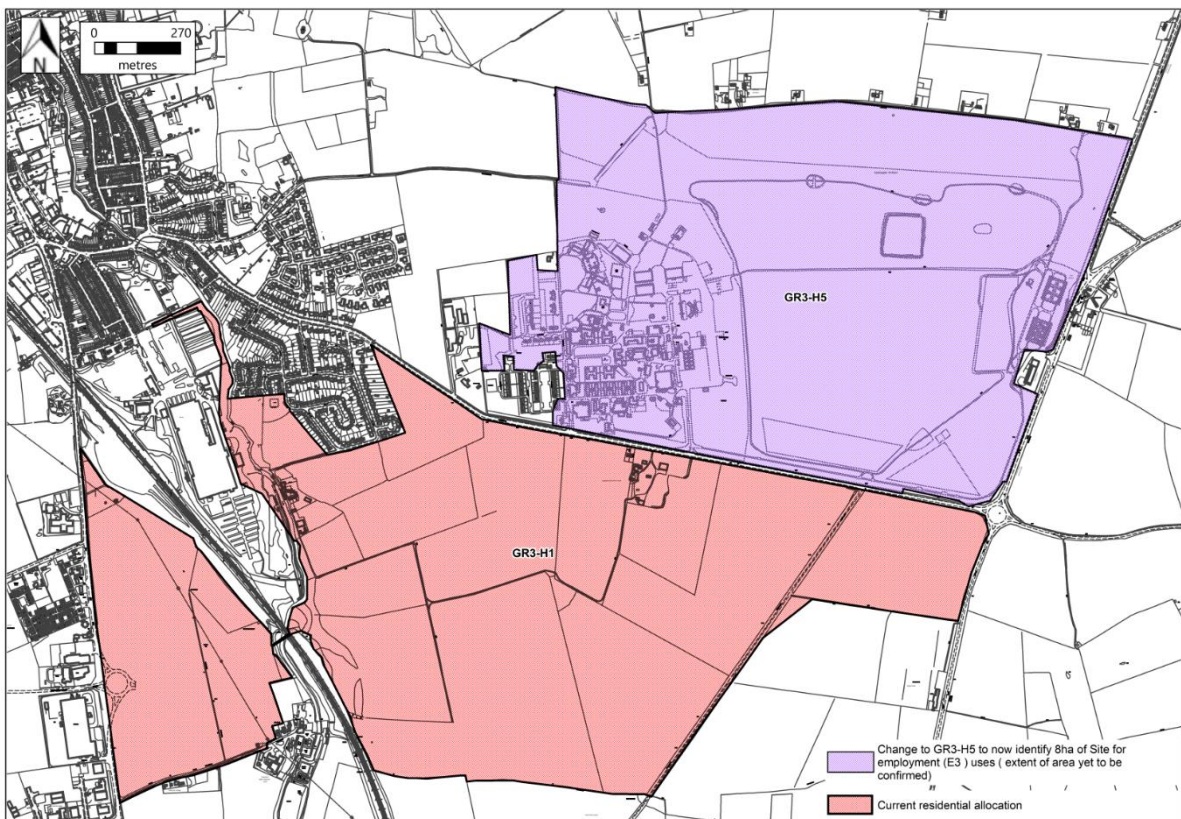 0 270
metres
N
GR3-H5
GR3-H1
Change to GR3-H5 to now identify 8ha of Site for
employment (E3 ) uses ( extent of area yet to be
confirmed)
Current residential allocation